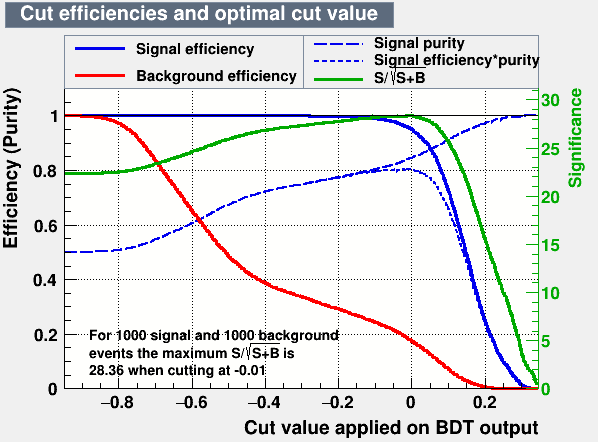 Cut efficiencies and optimal cut value
Signal efficiency
Background efficiency
Signal purity
Signal efficiency*purity
S/√S+B
Efficiency (Purity)
1
0.8
0.6
0.4
0.2
0
Significance
30
25
20
15
10
5
0
For 1000 signal and 1000 background
events the maximum S/√S+B is
28.36 when cutting at -0.01
−0.8 −0.6 −0.4 −0.2 0 0.2
Cut value applied on BDT output